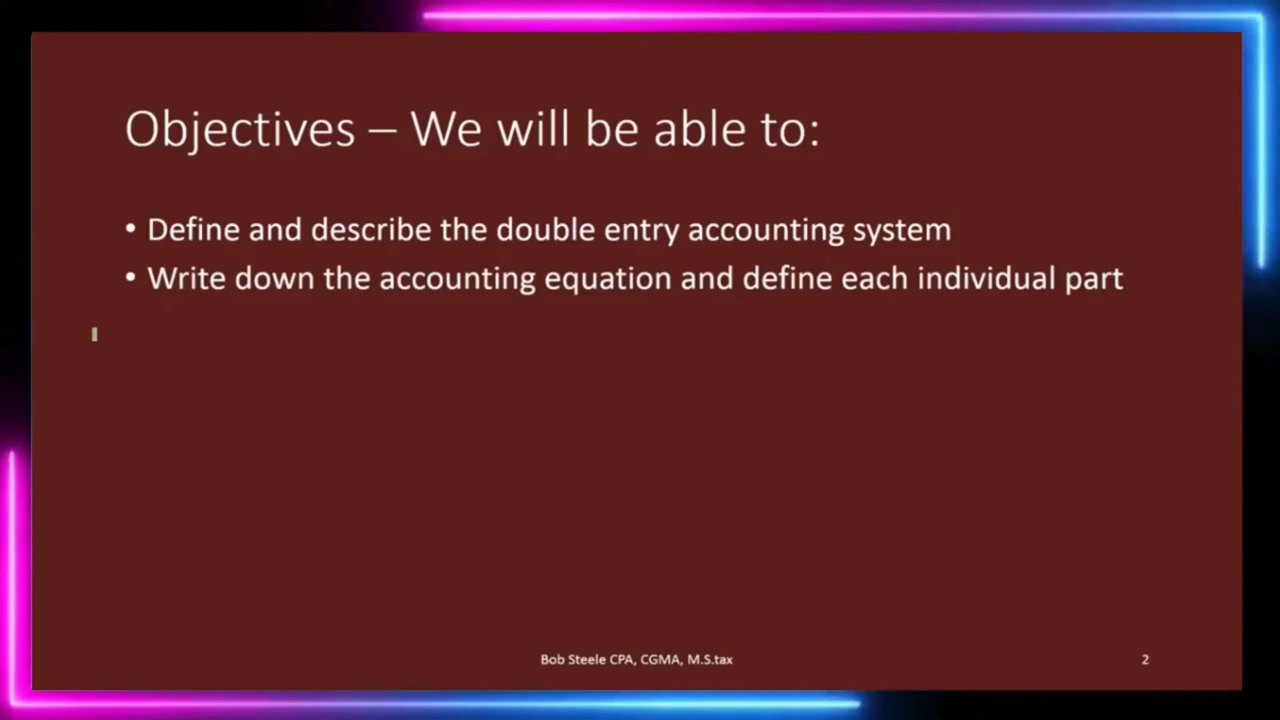 Objectives – We will be able to:
• Define and describe the double entry accounting system
• Write down the accounting equation and define each individual part
Bob Steele CPA, CGMA, M.S.tax
2